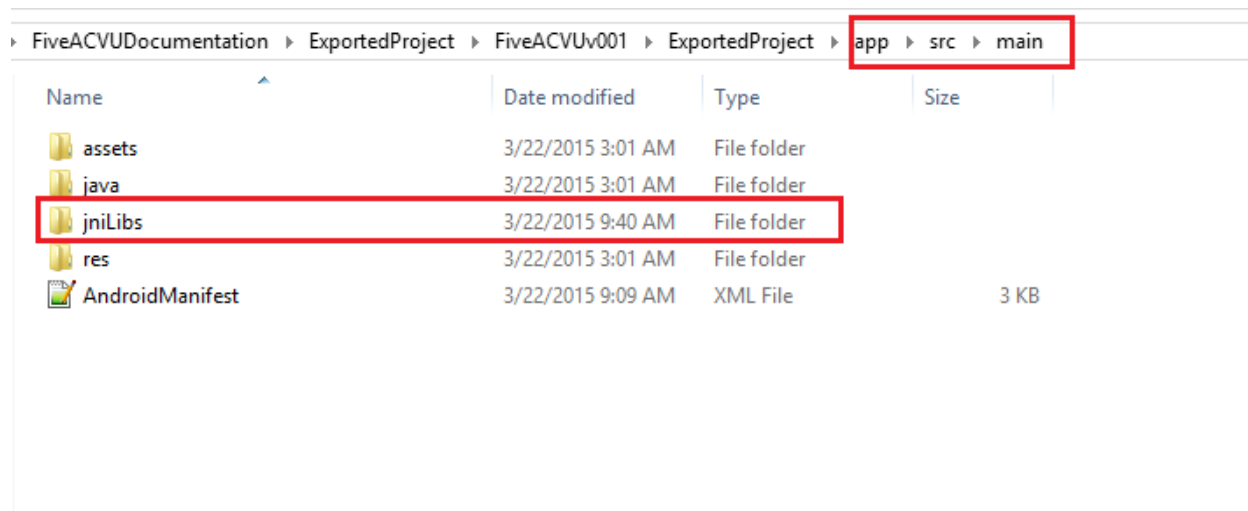 FiveACVUDocumentation ExportedProject FiveACVUv001 ExportedProject app src main
Name Date modified Type Size
assets 3/22/2015 3:01 AM File folder
java 3/22/2015 3:01 AM File folder
jniLibs 3/22/2015 9:40 AM File folder
res 3/22/2015 3:01 AM File folder
AndroidManifest 3/22/2015 9:09 AM XML File 3 KB